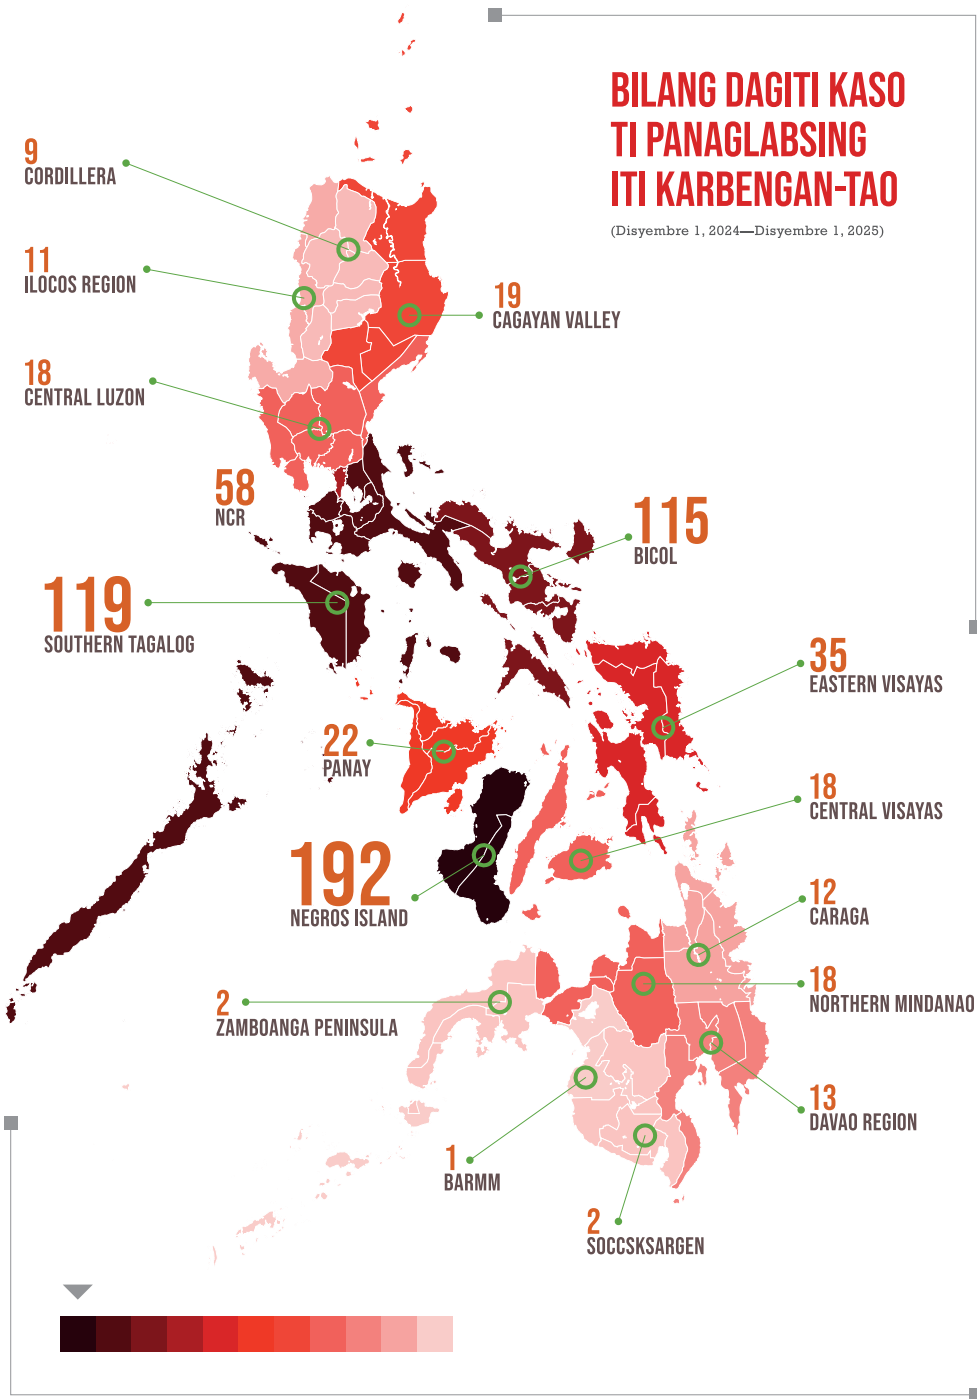 BILANG DAGITI KASO
TI PANAGLABSING
ITI KARBENGAN-TAO
(Disyembre 1, 2024—Disyembre 1, 2025)
9
CORDILLERA
11
ILOCOS REGION
19
CAGAYAN VALLEY
18
CENTRAL LUZON
58
NCR
115
BICOL
119
SOUTHERN TAGALOG
35
EASTERN VISAYAS
22
PANAY
18
CENTRAL VISAYAS
192
NEGROS ISLAND
12
CARAGA
18
NORTHERN MINDANAO
2
ZAMBOANGA PENINSULA
13
DAVAO REGION
1
BARMM
2
SOCCSKSARGEN